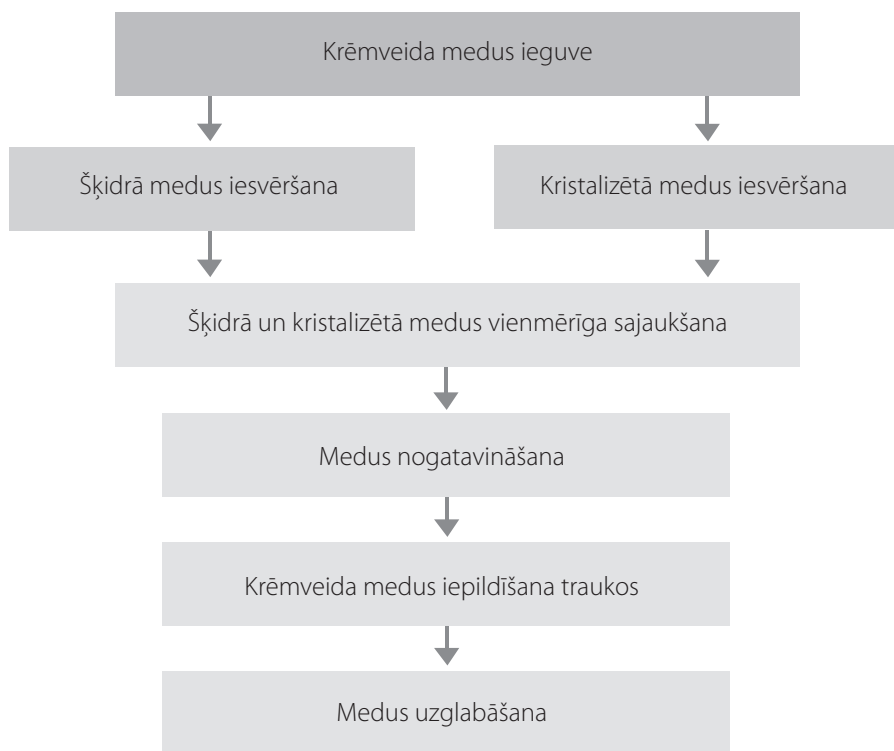 Krēmveida medus ieguve
Šķidrā medus iesvēršana
Kristalizētā medus iesvēršana
Šķidrā un kristalizētā medus vienmērīga sajaukšana
Medus nogatavināšana
Krēmveida medus iepildīšana traukos
Medus uzglabāšana